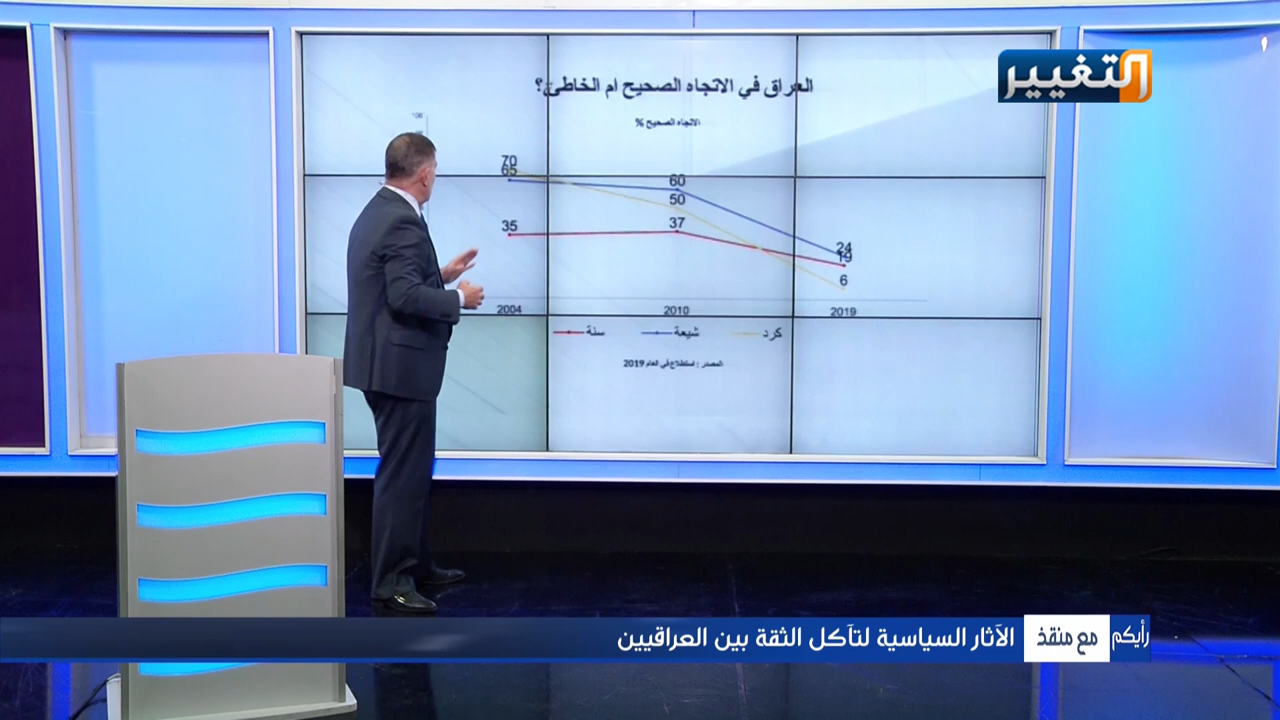 التغيير
العراق في الاتجاه الصحيح ام الخاطئ؟
الاتجاه الصحيح %
70
65
60
50
35
37
24
19
6
2004 2010 2019
سنة شيعة كرد
المصدر : استطلاع في العام 2019
رأيكم مع منقذ الآثار السياسية لتآكل الثقة بين العراقيين